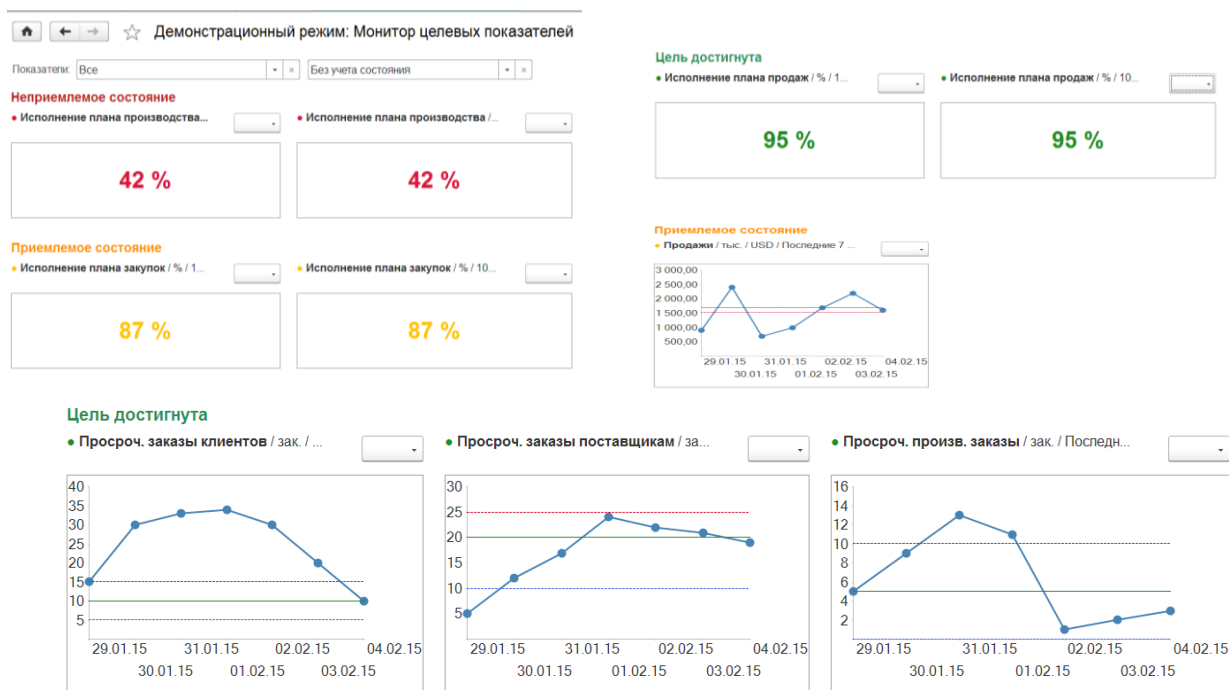 Демонстрационный режим: Монитор целевых показателей
Показатели: Все
Без учета состояния
Неприемлемое состояние
Исполнение плана производства...
Исполнение плана производства /...
42 %
42 %
Приемлемое состояние
Исполнение плана закупок / % / 1...
Исполнение плана закупок / % / 10...
87 %
87 %
Цель достигнута
Исполнение плана продаж / % / 1...
Исполнение плана продаж / % / 10...
95 %
95 %
Приемлемое состояние
Продажи / тыс. / USD / Последние 7 ...
3 000,00
2 500,00
2 000,00
1 500,00
1 000,00
500,00
29.01.15 31.01.15 02.02.15 04.02.15
30.01.15 01.02.15 03.02.15
Цель достигнута
Просроч. заказы клиентов / зак. / ...
40
35
30
25
20
15
10
5
29.01.15 31.01.15 02.02.15 04.02.15
30.01.15 01.02.15 03.02.15
Просроч. заказы поставщикам / за...
30
25
20
15
10
5
29.01.15 31.01.15 02.02.15 04.02.15
30.01.15 01.02.15 03.02.15
Просроч. произв. заказы / зак. / Последн...
16
14
12
10
8
6
4
2
29.01.15 31.01.15 02.02.15 04.02.15
30.01.15 01.02.15 03.02.15